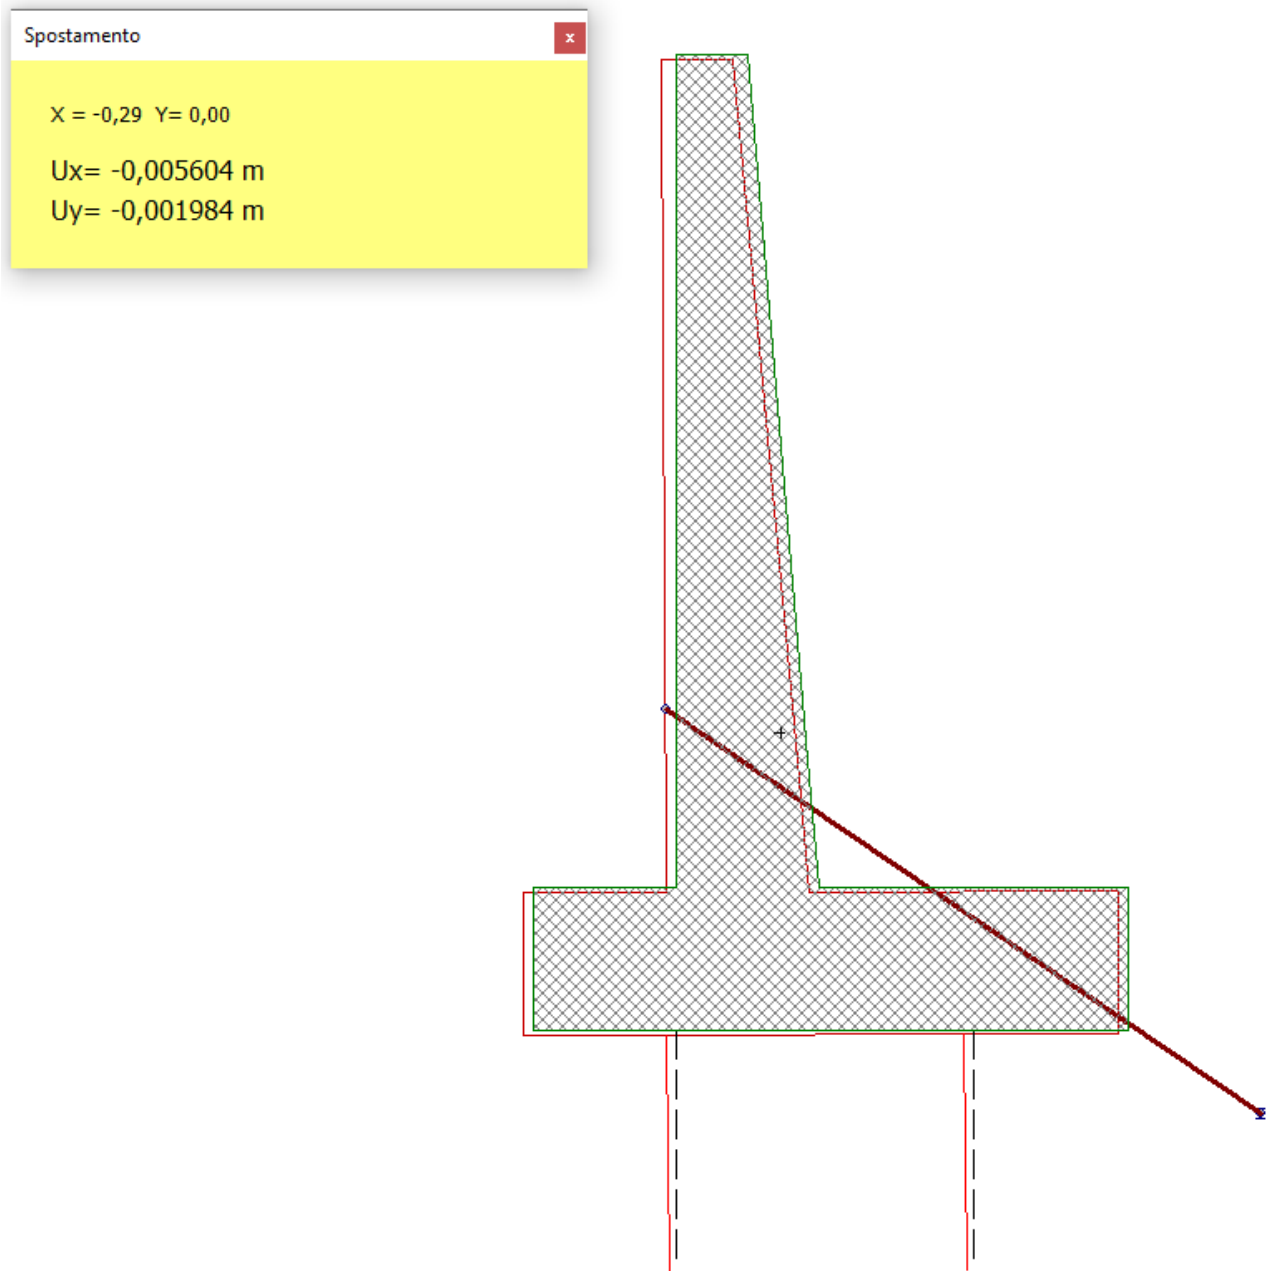 Spostamento
x
X = -0,29 Y= 0,00
Ux= -0,005604 m
Uy= -0,001984 m